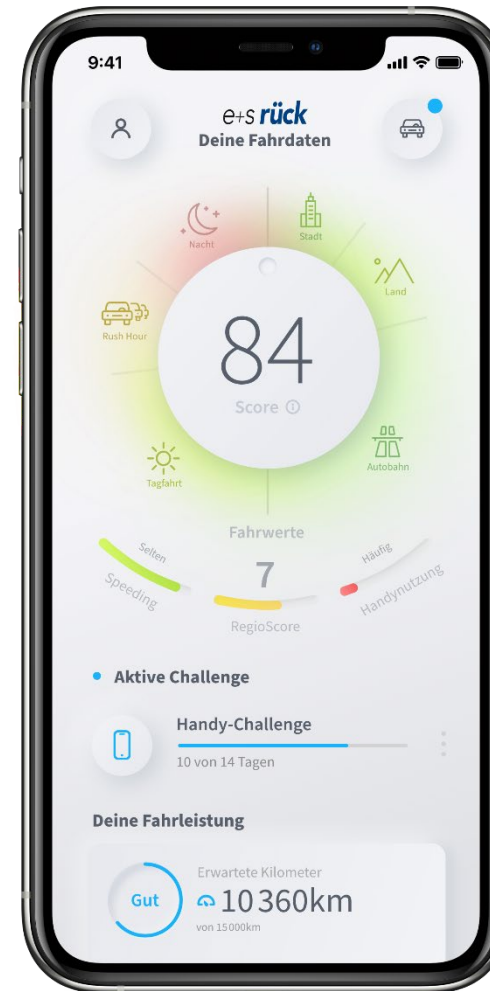 9:41
e+s rück
Deine Fahrdaten
Nacht
Stadt
Land
Rush Hour
84
Score
Autobahn
Tagfahrt
Fahrwerte
Selten
Speeding
7
RegioScore
Häufig
Handynutzung
Aktive Challenge
Handy-Challenge
10 von 14 Tagen
Deine Fahrleistung
Gut
Erwartete Kilometer
10 360km
von 15000km